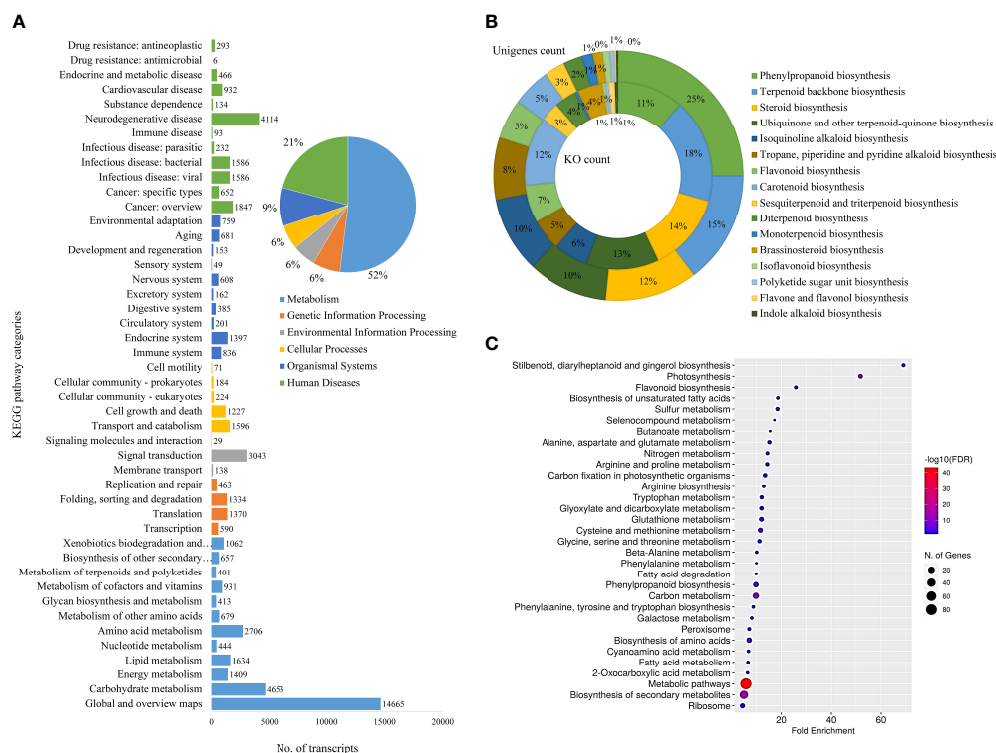 A
KEGG pathway categories
Drug resistance: antineoplastic 293
Drug resistance: antimicrobial 6
Endocrine and metabolic disease 466
Cardiovascular disease 932
Substance dependence 134
Neurodegenerative disease 4114
Immune disease 93
Infectious disease: parasitic 232
Infectious disease: bacterial 1586
Infectious disease: viral 1586
Cancer: specific types 652
Cancer: overview 1847
Environmental adaptation 759
Aging 681
Development and regeneration 153
Sensory system 49
Nervous system 608
Excretory system 162
Digestive system 385
Circulatory system 201
Endocrine system 1397
Immune system 836
Cell motility 71
Cellular community - prokaryotes 184
Cellular community - eukaryotes 224
Cell growth and death 1227
Transport and catabolism 1596
Signaling molecules and interaction 29
Signal transduction 3043
Membrane transport 138
Replication and repair 463
Folding, sorting and degradation 1334
Translation 1370
Transcription 590
Xenobiotics biodegradation and... 1062
Biosynthesis of other secondary... 657
Metabolism of terpenoids and polyketides 401
Metabolism of cofactors and vitamins 931
Glycan biosynthesis and metabolism 413
Metabolism of other amino acids 679
Amino acid metabolism 2706
Nucleotide metabolism 444
Lipid metabolism 1634
Energy metabolism 1409
Carbohydrate metabolism 4653
Global and overview maps 14665
0 5000 10000 15000 20000
No. of transcripts
21%
9%
6%
6%
6%
52%
Metabolism
Genetic Information Processing
Environmental Information Processing
Cellular Processes
Organismal Systems
Human Diseases
B
Unigenes count
1% 0% 1% 0%
25%
15%
12%
10%
10%
8%
5%
5%
3%
2%
1%
1%
KO count
11%
18%
14%
13%
6%
5%
7%
12%
3%
4%
1%
4%
1%
1% 1% 1%
Phenylpropanoid biosynthesis
Terpenoid backbone biosynthesis
Steroid biosynthesis
Ubiquinone and other terpenoid-quinone biosynthesis
Isoquinoline alkaloid biosynthesis
Tropane, piperidine and pyridine alkaloid biosynthesis
Flavonoid biosynthesis
Carotenoid biosynthesis
Sesquiterpenoid and triterpenoid biosynthesis
Diterpenoid biosynthesis
Monoterpenoid biosynthesis
Brassinosteroid biosynthesis
Isoflavonoid biosynthesis
Polyketide sugar unit biosynthesis
Flavone and flavonol biosynthesis
Indole alkaloid biosynthesis
C
Stilbenoid, diarylheptanoid and gingerol biosynthesis
Photosynthesis
Flavonoid biosynthesis
Biosynthesis of unsaturated fatty acids
Sulfur metabolism
Selenocompound metabolism
Butanoate metabolism
Alanine, aspartate and glutamate metabolism
Nitrogen metabolism
Arginine and proline metabolism
Carbon fixation in photosynthetic organisms
Arginine biosynthesis
Tryptophan metabolism
Glyoxylate and dicarboxylate metabolism
Glutathione metabolism
Cysteine and methionine metabolism
Glycine, serine and threonine metabolism
Beta-Alanine metabolism
Phenylalanine metabolism
Fatty acid degradation
Phenylpropanoid biosynthesis
Carbon metabolism
Phenylalanine, tyrosine and tryptophan biosynthesis
Galactose metabolism
Peroxisome
Biosynthesis of amino acids
Cyanoamino acid metabolism
Fatty acid metabolism
2-Oxocarboxylic acid metabolism
Metabolic pathways
Biosynthesis of secondary metabolites
Ribosome
20 40 60
Fold Enrichment
-log10(FDR)
40
30
20
10
N. of Genes
20
40
60
80